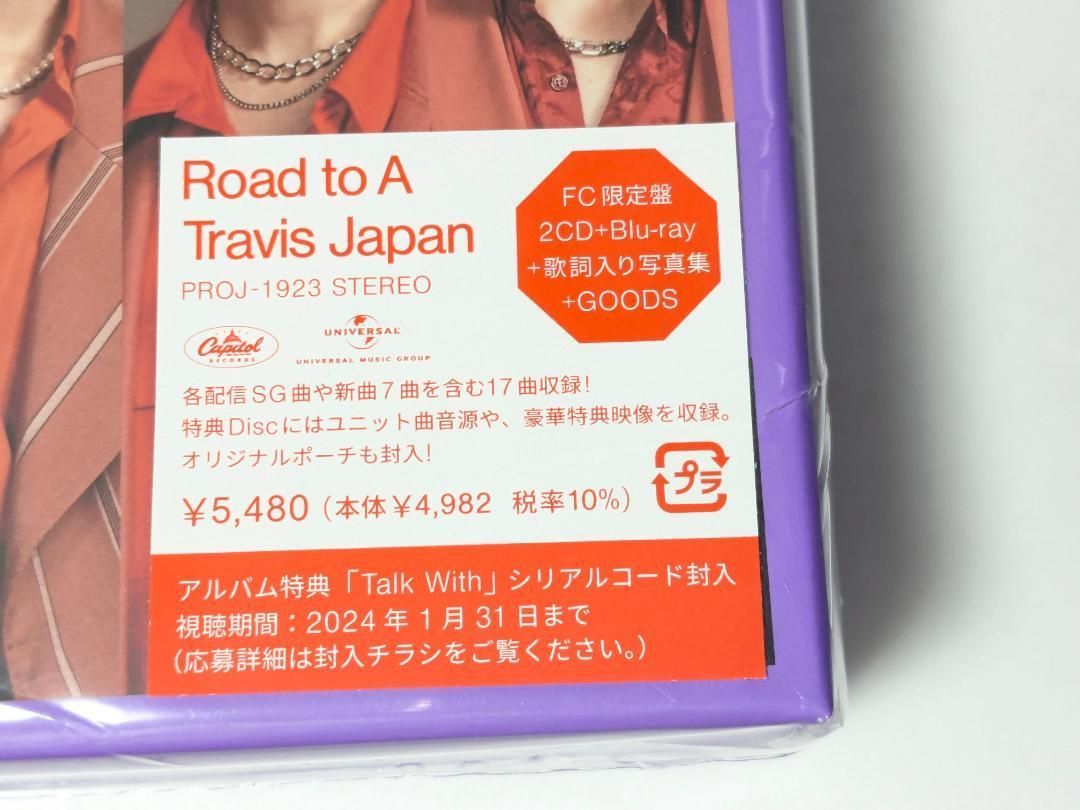 Road to A
Travis Japan
PROJ-1923 STEREO
FC限定盤
2CD+Blu-ray
+歌詞入り写真集
+GOODS
Capitol
RECORDS
UNIVERSAL
UNIVERSAL MUSIC GROUP
各配信SG曲や新曲7曲を含む17曲収録!
特典Discにはユニット曲音源や、豪華特典映像を収録。
オリジナルポーチも封入!
¥5,480(本体¥4,982 税率10%)
プラ
アルバム特典「Talk With」シリアルコード封入
視聴期間:2024年1月31日まで
(応募詳細は封入チラシをご覧ください。)